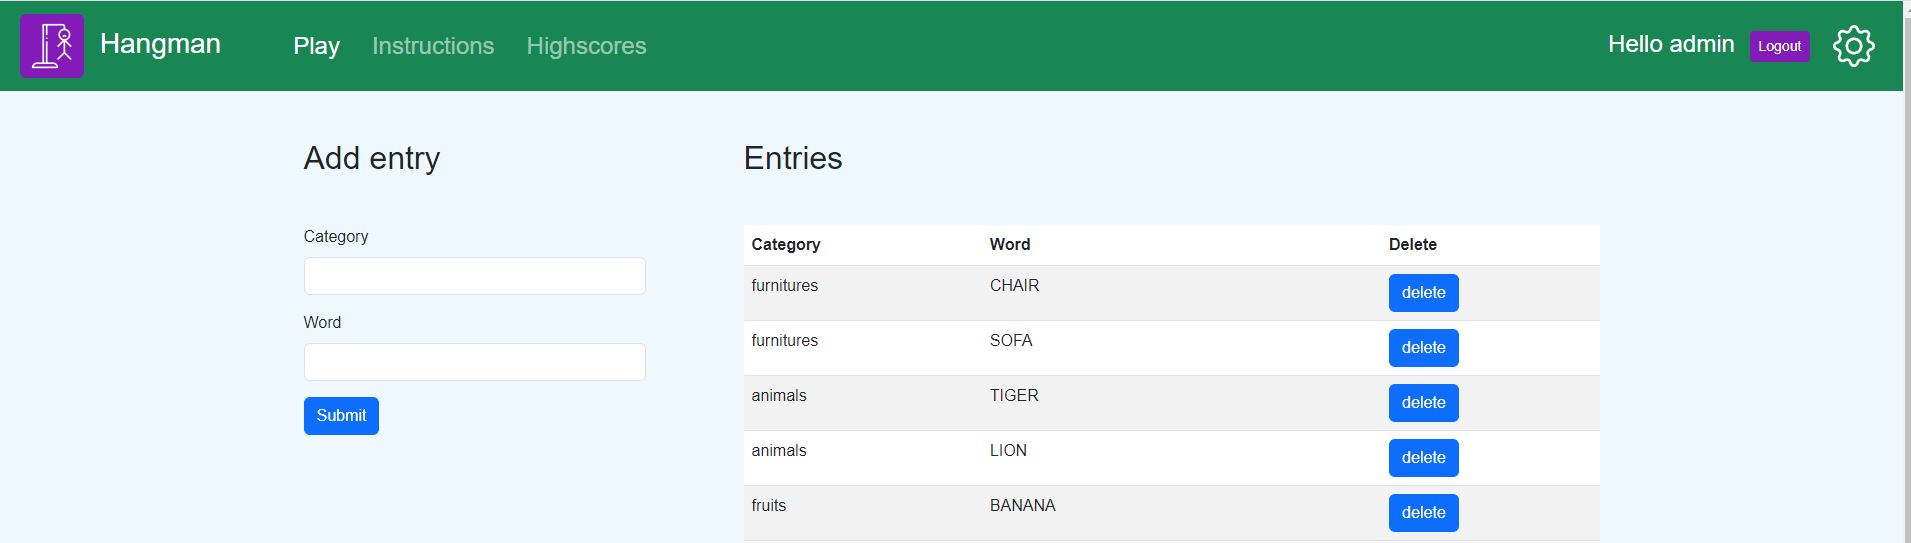 Hangman Play Instructions Highscores Hello admin Logout
Add entry
Category
Word
Submit
Entries
Category Word Delete
furnitures CHAIR delete
furnitures SOFA delete
animals TIGER delete
animals LION delete
fruits BANANA delete